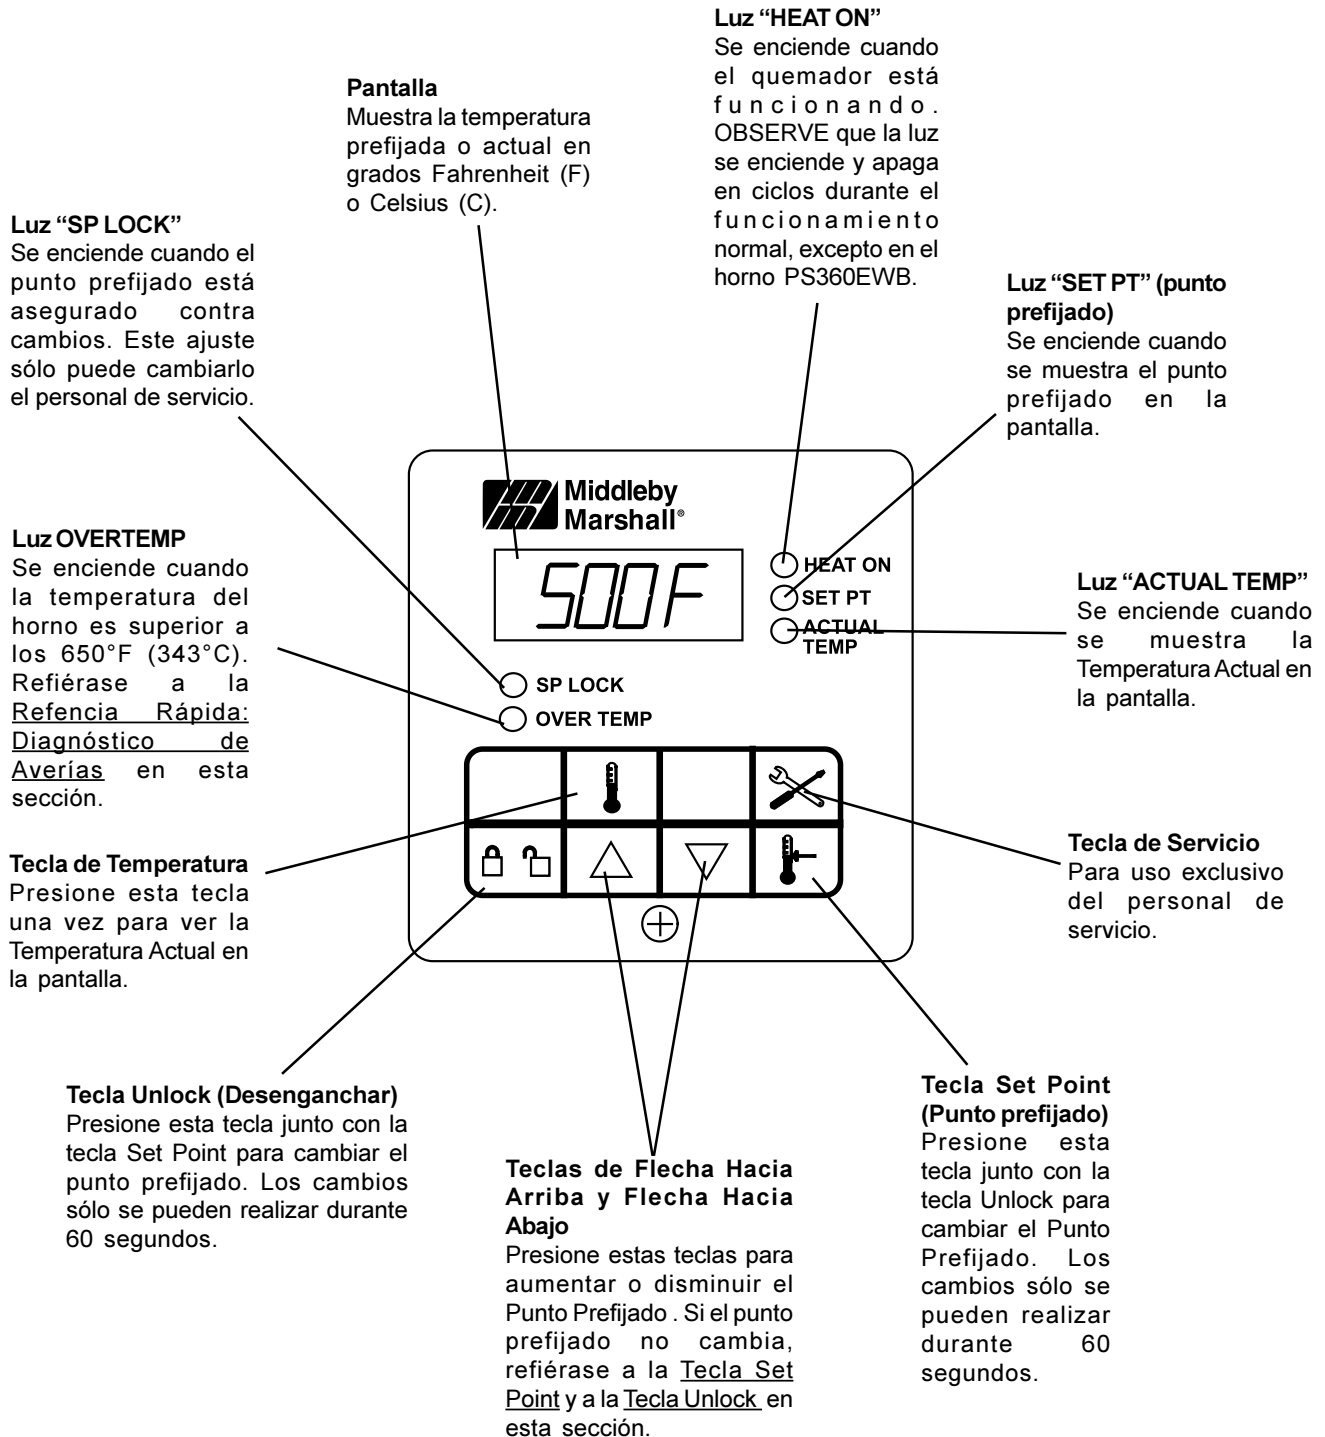 Luz “HEAT ON”
Se enciende cuando
el quemador está
funcionando.
OBSERVE que la luz
se enciende y apaga
en ciclos durante el
funcionamiento
normal, excepto en el
horno PS360EWB.
Pantalla
Muestra la temperatura
prefijada o actual en
grados Fahrenheit (F)
o Celsius (C).
Luz “SP LOCK”
Se enciende cuando el
punto prefijado está
asegurado contra
cambios. Este ajuste
sólo puede cambiarlo
el personal de servicio.
Luz “SET PT” (punto
prefijado)
Se enciende cuando
se muestra el punto
prefijado en la
pantalla.
Luz OVERTEMP
Se enciende cuando
la temperatura del
horno es superior a
los 650°F (343°C).
Refiérase a la
Refencia Rápida:
Diagnóstico de
Averías en esta
sección.
Middleby
Marshall®
500F
HEAT ON
SET PT
ACTUAL
TEMP
SP LOCK
OVER TEMP
Luz “ACTUAL TEMP”
Se enciende cuando
se muestra la
Temperatura Actual en
la pantalla.
Tecla de Temperatura
Presione esta tecla
una vez para ver la
Temperatura Actual en
la pantalla.
Tecla de Servicio
Para uso exclusivo
del personal de
servicio.
Tecla Unlock (Desenganchar)
Presione esta tecla junto con la
tecla Set Point para cambiar el
punto prefijado. Los cambios
sólo se pueden realizar durante
60 segundos.
Teclas de Flecha Hacia
Arriba y Flecha Hacia
Abajo
Presione estas teclas para
aumentar o disminuir el
Punto Prefijado . Si el punto
prefijado no cambia,
refiérase a la Tecla Set
Point y a la Tecla Unlock en
esta sección.
Tecla Set Point
(Punto prefijado)
Presione esta
tecla junto con la
tecla Unlock para
cambiar el Punto
Prefijado. Los
cambios sólo se
pueden realizar
durante 60
segundos.